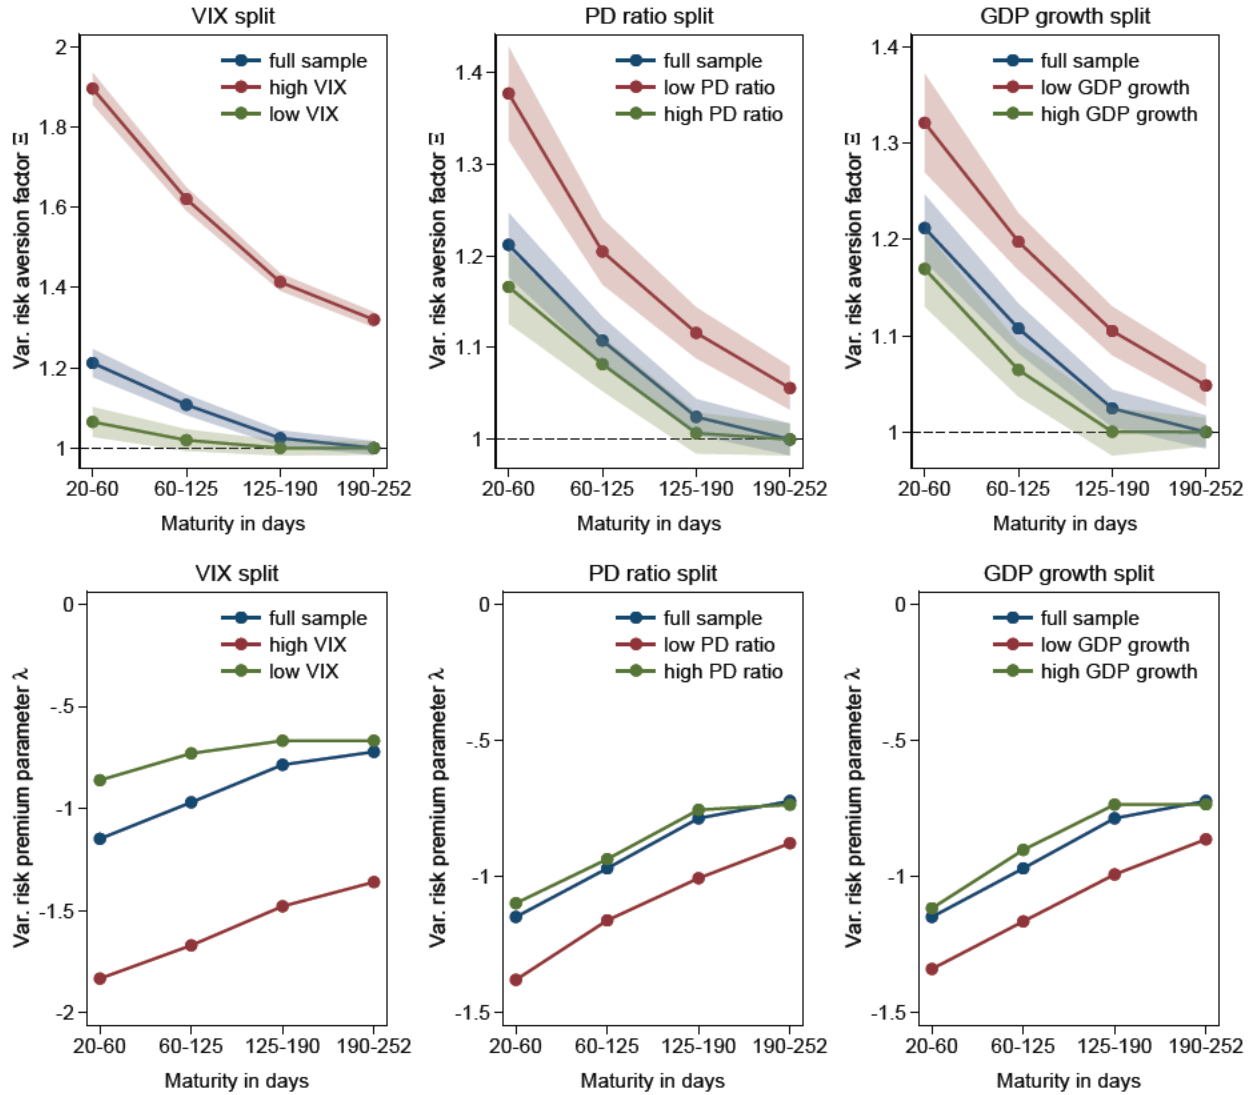 VIX split
Var. risk aversion factor Ξ
2
1.8
1.6
1.4
1.2
1
full sample
high VIX
low VIX
20-60 60-125 125-190 190-252
Maturity in days
PD ratio split
Var. risk aversion factor Ξ
1.4
1.3
1.2
1.1
1
full sample
low PD ratio
high PD ratio
20-60 60-125 125-190 190-252
Maturity in days
GDP growth split
Var. risk aversion factor Ξ
1.4
1.3
1.2
1.1
1
full sample
low GDP growth
high GDP growth
20-60 60-125 125-190 190-252
Maturity in days
VIX split
Var. risk premium parameter λ
0
-.5
-1
-1.5
-2
full sample
high VIX
low VIX
20-60 60-125 125-190 190-252
Maturity in days
PD ratio split
Var. risk premium parameter λ
0
-.5
-1
-1.5
full sample
low PD ratio
high PD ratio
20-60 60-125 125-190 190-252
Maturity in days
GDP growth split
Var. risk premium parameter λ
0
-.5
-1
-1.5
full sample
low GDP growth
high GDP growth
20-60 60-125 125-190 190-252
Maturity in days